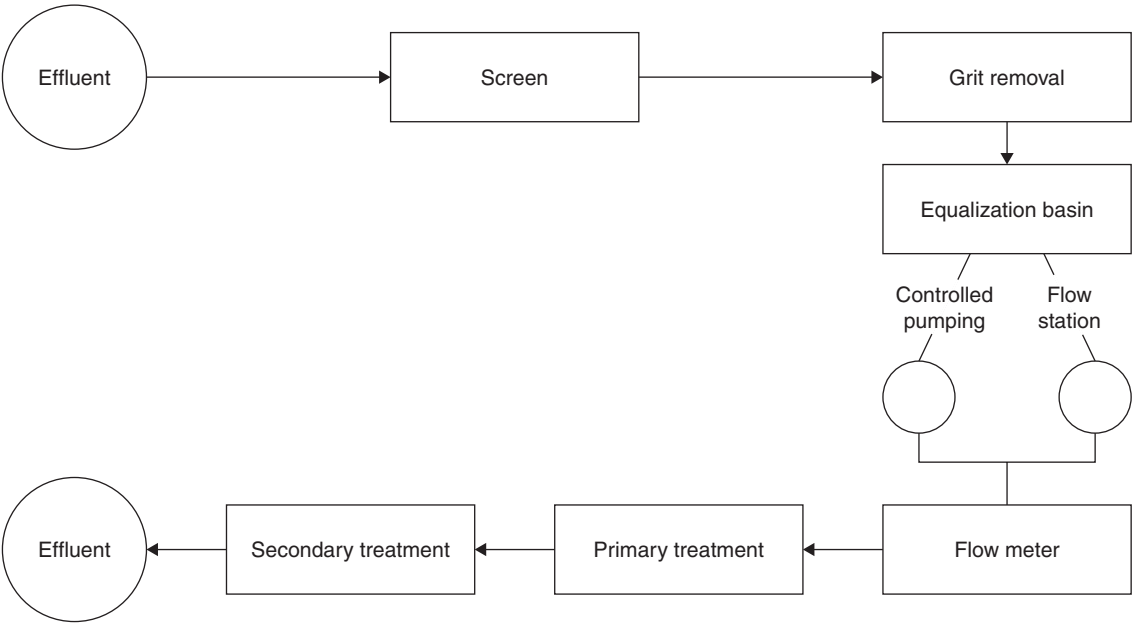 Effluent
Screen
Grit removal
Equalization basin
Controlled
pumping
Flow
station
Effluent
Secondary treatment
Primary treatment
Flow meter